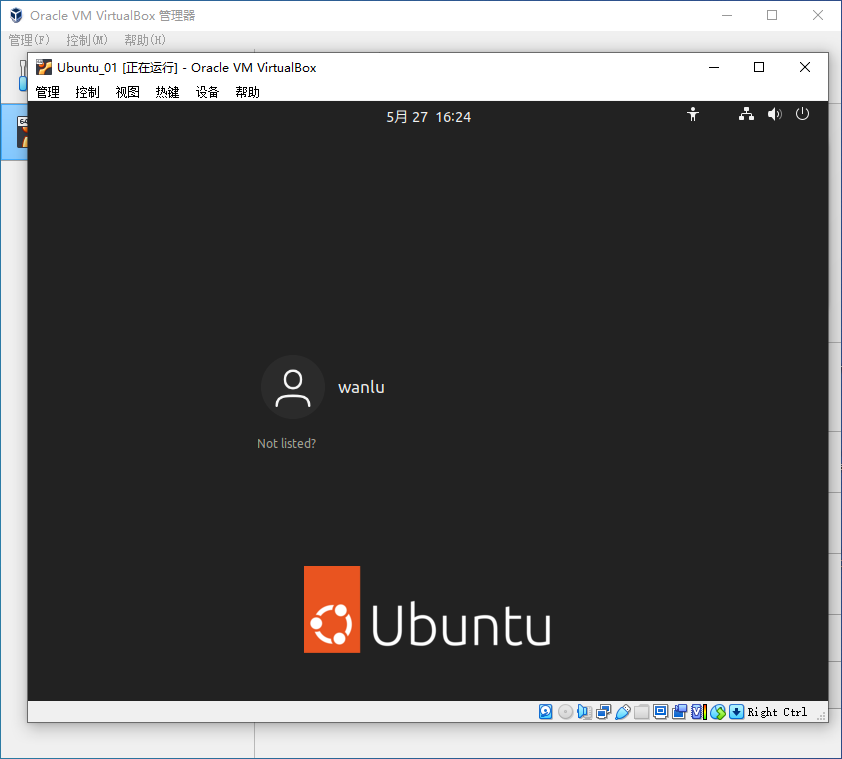 Oracle VM VirtualBox 管理器
管理(F) 控制(M) 帮助(H)
Ubuntu_01 [正在运行] - Oracle VM VirtualBox
管理 控制 视图 热键 设备 帮助
64
5月 27 16:24
wanlu
Not listed?
Ubuntu
Right Ctrl